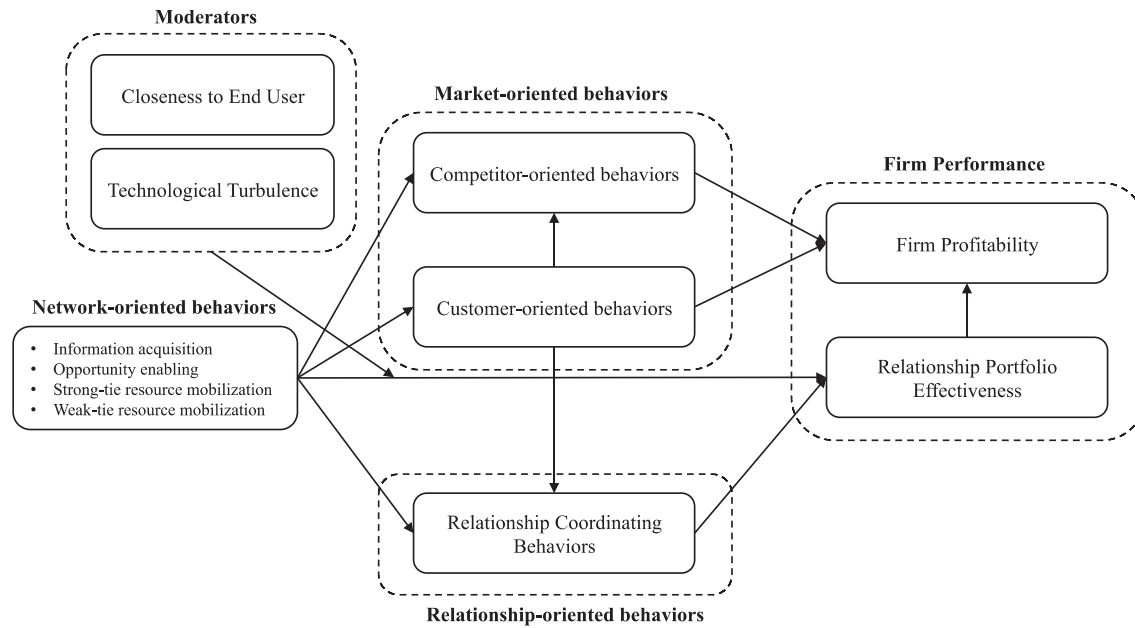 Moderators
Closeness to End User
Technological Turbulence
Market-oriented behaviors
Competitor-oriented behaviors
Customer-oriented behaviors
Firm Performance
Firm Profitability
Relationship Portfolio
Effectiveness
Network-oriented behaviors
• Information acquisition
• Opportunity enabling
• Strong-tie resource mobilization
• Weak-tie resource mobilization
Relationship Coordinating
Behaviors
Relationship-oriented behaviors